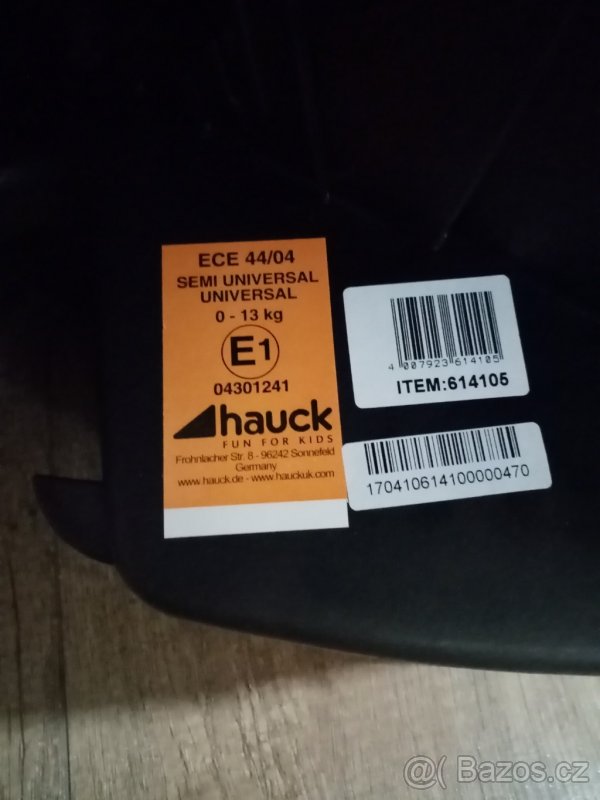 ECE 44/04
SEMI UNIVERSAL
UNIVERSAL
0 - 13 kg
E1
04301241
hauck
FUN FOR KIDS
Frohnlacher Str. 8 - 96242 Sonnefeld
Germany
www.hauck.de - www.hauckuk.com
4 007923 614105
ITEM:614105
170410614100000470
@( Bazos.cz